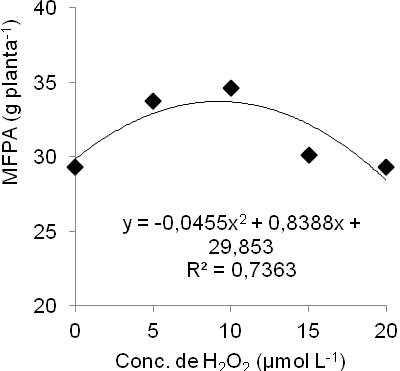 MFPA (g planta⁻¹)
40
35
30
25
20
y = -0,0455x² + 0,8388x +
29,853
R² = 0,7363
0 5 10 15 20
Conc. de H₂O₂ (µmol L⁻¹)